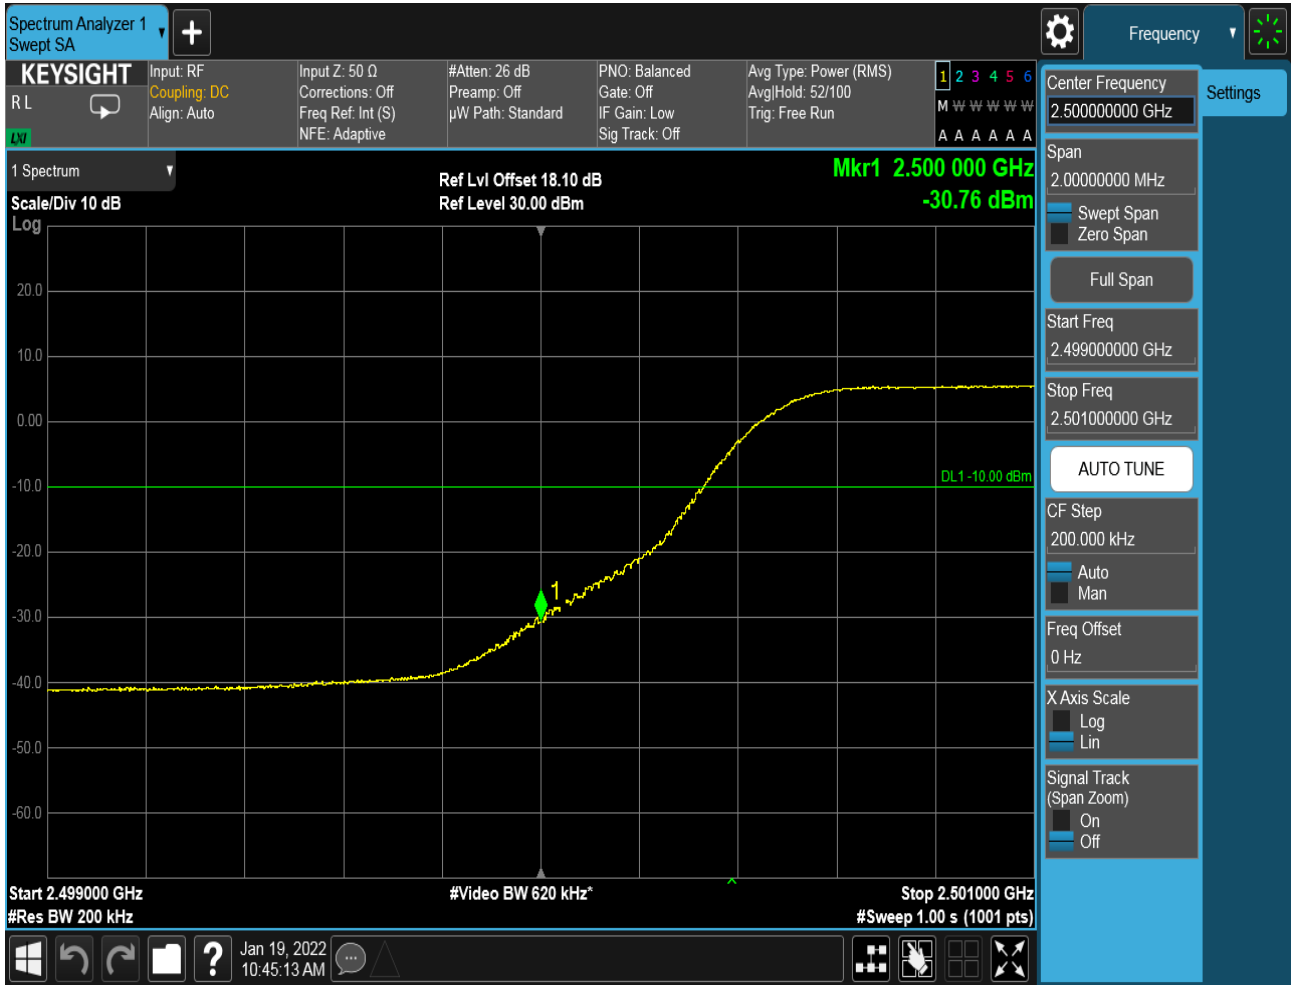 Spectrum Analyzer 1
Swept SA
Frequency
KEYSIGHT
R L
LXI
Input: RF
Coupling: DC
Align: Auto
Input Z: 50 Ω
Corrections: Off
Freq Ref: Int (S)
NFE: Adaptive
#Atten: 26 dB
Preamp: Off
µW Path: Standard
PNO: Balanced
Gate: Off
IF Gain: Low
Sig Track: Off
Avg Type: Power (RMS)
Avg|Hold: 52/100
Trig: Free Run
1 2 3 4 5 6
M W W W W W
A A A A A A
1 Spectrum
Scale/Div 10 dB
Log
Ref Lvl Offset 18.10 dB
Ref Level 30.00 dBm
Mkr1 2.500 000 GHz
-30.76 dBm
20.0
10.0
0.00
-10.0
-20.0
-30.0
-40.0
-50.0
-60.0
DL1 -10.00 dBm
1
Start 2.499000 GHz
#Res BW 200 kHz
#Video BW 620 kHz*
Stop 2.501000 GHz
#Sweep 1.00 s (1001 pts)
Jan 19, 2022
10:45:13 AM
?
Center Frequency
2.500000000 GHz
Settings
Span
2.00000000 MHz
Swept Span
Zero Span
Full Span
Start Freq
2.499000000 GHz
Stop Freq
2.501000000 GHz
AUTO TUNE
CF Step
200.000 kHz
Auto
Man
Freq Offset
0 Hz
X Axis Scale
Log
Lin
Signal Track
(Span Zoom)
On
Off